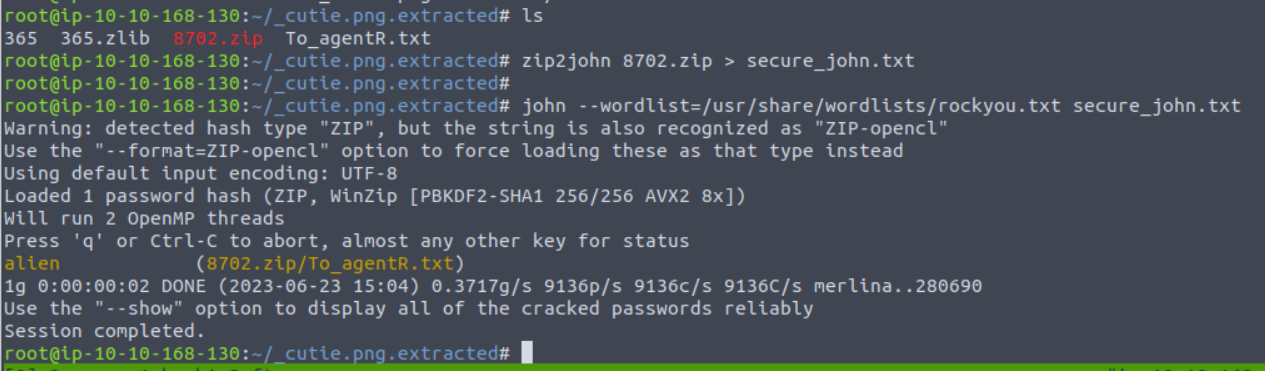 root@ip-10-10-168-130:~/_cutie.png.extracted# ls
365  365.zlib  8702.zip  To_agentR.txt
root@ip-10-10-168-130:~/_cutie.png.extracted# zip2john 8702.zip > secure_john.txt
root@ip-10-10-168-130:~/_cutie.png.extracted#
root@ip-10-10-168-130:~/_cutie.png.extracted# john --wordlist=/usr/share/wordlists/rockyou.txt secure_john.txt
Warning: detected hash type "ZIP", but the string is also recognized as "ZIP-opencl"
Use the "--format=ZIP-opencl" option to force loading these as that type instead
Using default input encoding: UTF-8
Loaded 1 password hash (ZIP, WinZip [PBKDF2-SHA1 256/256 AVX2 8x])
Will run 2 OpenMP threads
Press 'q' or Ctrl-C to abort, almost any other key for status
alien            (8702.zip/To_agentR.txt)
1g 0:00:00:02 DONE (2023-06-23 15:04) 0.3717g/s 9136p/s 9136c/s 9136C/s merlina..280690
Use the "--show" option to display all of the cracked passwords reliably
Session completed.
root@ip-10-10-168-130:~/_cutie.png.extracted#